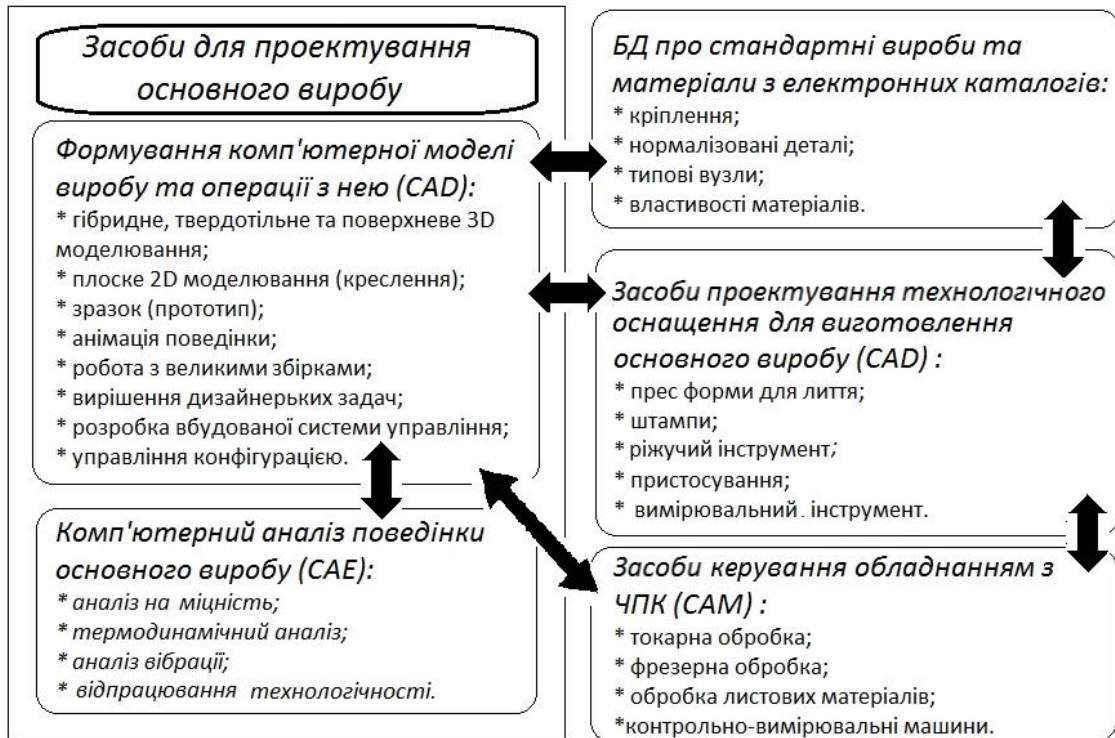 Засоби для проектування
основного виробу
Формування комп'ютерної моделі
виробу та операції з нею (CAD):
* гібридне, твердотільне та поверхневе 3D
моделювання;
* плоске 2D моделювання (креслення);
* зразок (прототип);
* анімація поведінки;
* робота з великими збірками;
* вирішення дизайнерьких задач;
* розробка вбудованої системи управління;
* управління конфігурацією.
Комп'ютерний аналіз поведінки
основного виробу (CAE):
* аналіз на міцність;
* термодинамічний аналіз;
* аналіз вібрації;
* відпрацювання технологічності.
БД про стандартні вироби та
матеріали з електронних каталогів:
* кріплення;
* нормалізовані деталі;
* типові вузли;
* властивості матеріалів.
Засоби проектування технологічного
оснащення для виготовлення
основного виробу (CAD) :
* прес форми для лиття;
* штампи;
* ріжучий інструмент;
* пристосування;
* вимірювальний. інструмент.
Засоби керування обладнанням з
ЧПК (CAM) :
* токарна обробка;
* фрезерна обробка;
* обробка листових матеріалів;
*контрольно-вимірювальні машини.